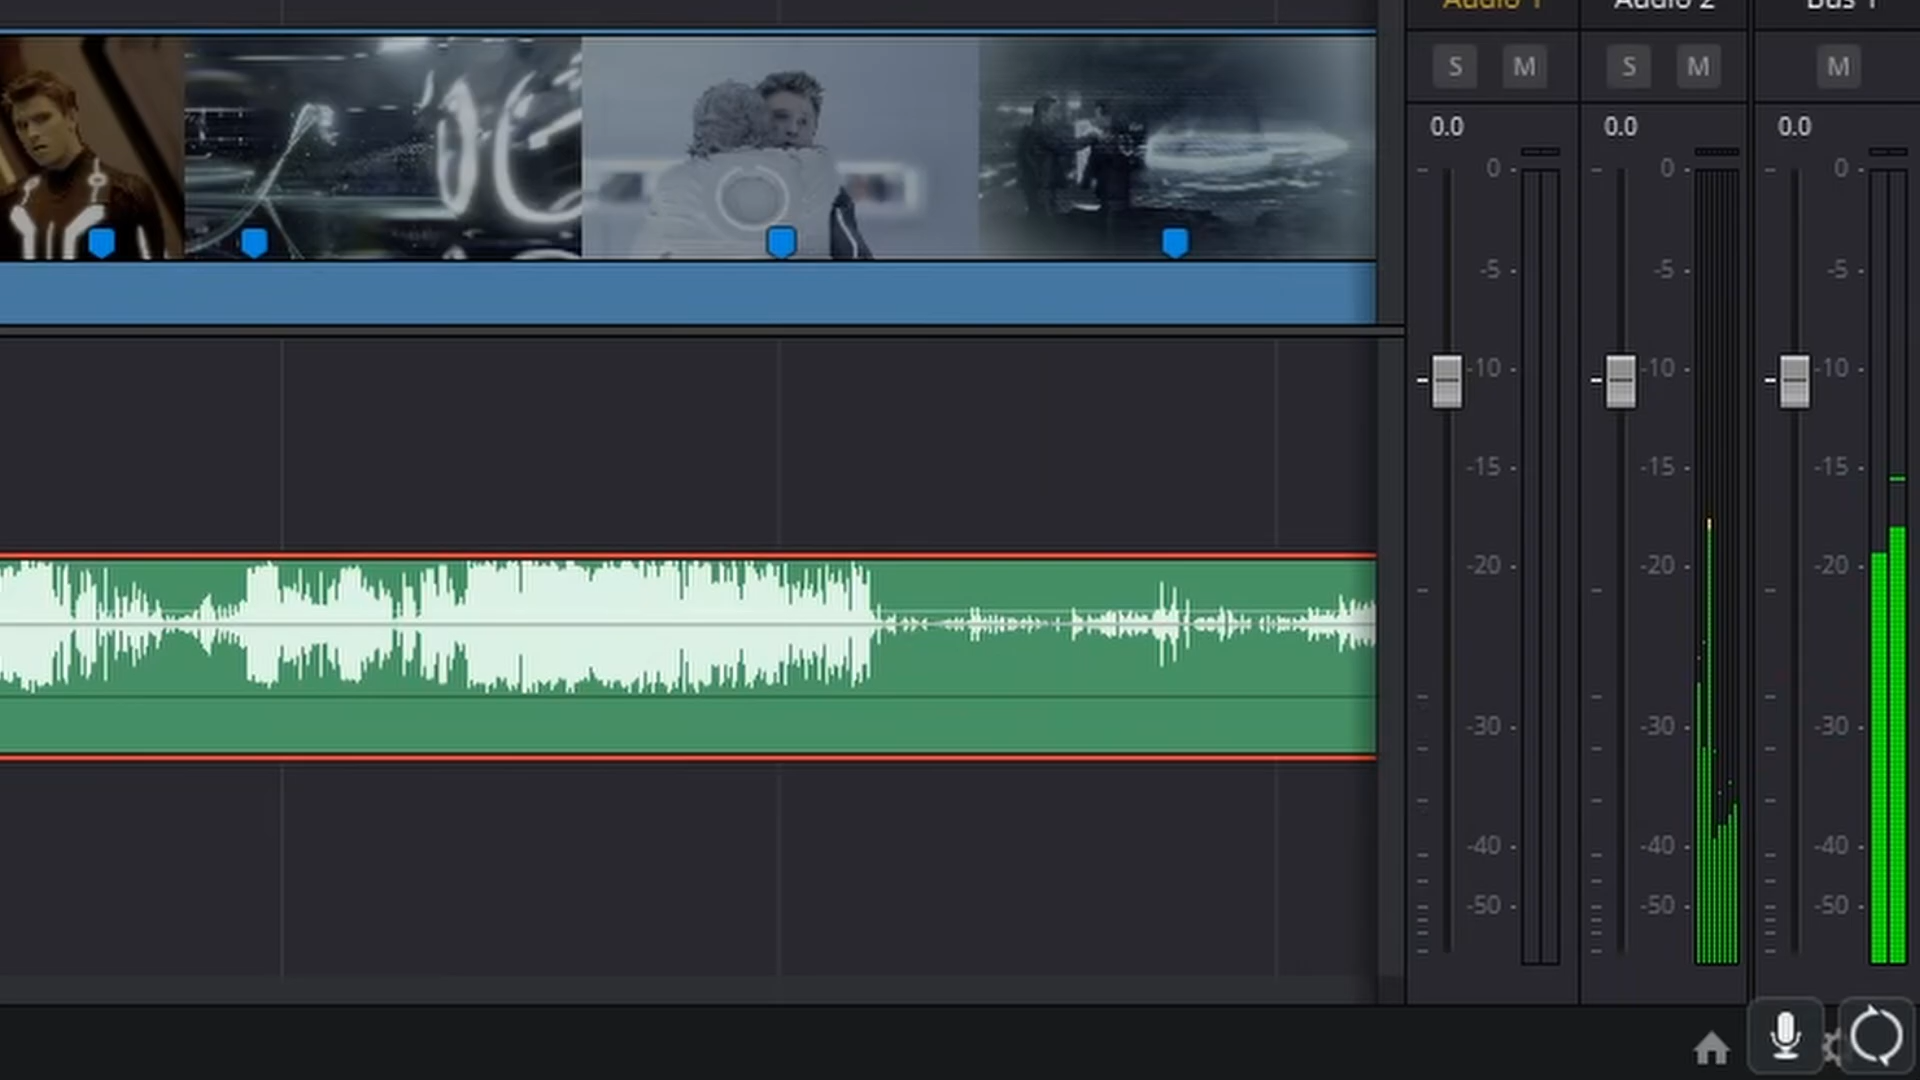 Audio 1 Audio 2 Bus 1
S M S M M
0.0 0.0 0.0
0 0 0
-5 -5 -5
-10 -10 -10
-15 -15 -15
-20 -20 -20
-30 -30 -30
-40 -40 -40
-50 -50 -50